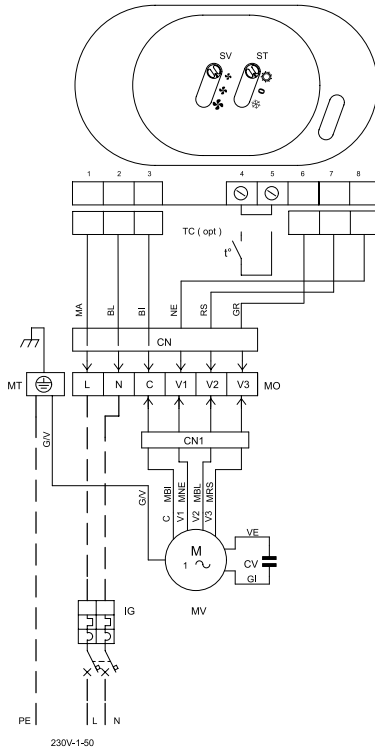 SV ST
0
1 2 3 4 5 6 7 8
TC ( opt )
t°
MA BL BI NE RS GR
CN
MT L N C V1 V2 V3 MO
CN1
G/V G/V
MBI MNE MBL MRS
C V1 V2 V3
M
1
VE
CV
GI
MV
IG
PE L N
230V-1-50